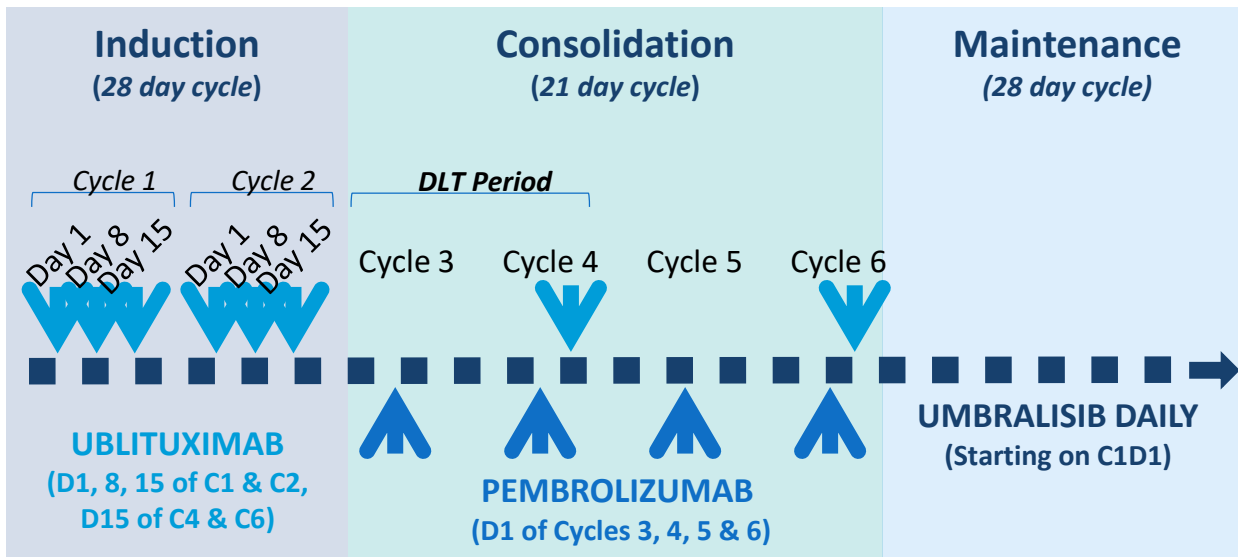 Induction
(28 day cycle)
Consolidation
(21 day cycle)
Maintenance
(28 day cycle)
Cycle 1
Cycle 2
DLT Period
Day 1
Day 8
Day 15
Day 1
Day 8
Day 15
Cycle 3
Cycle 4
Cycle 5
Cycle 6
UBLITUXIMAB
(D1, 8, 15 of C1 & C2,
D15 of C4 & C6)
PEMBROLIZUMAB
(D1 of Cycles 3, 4, 5 & 6)
UMBRALISIB DAILY
(Starting on C1D1)